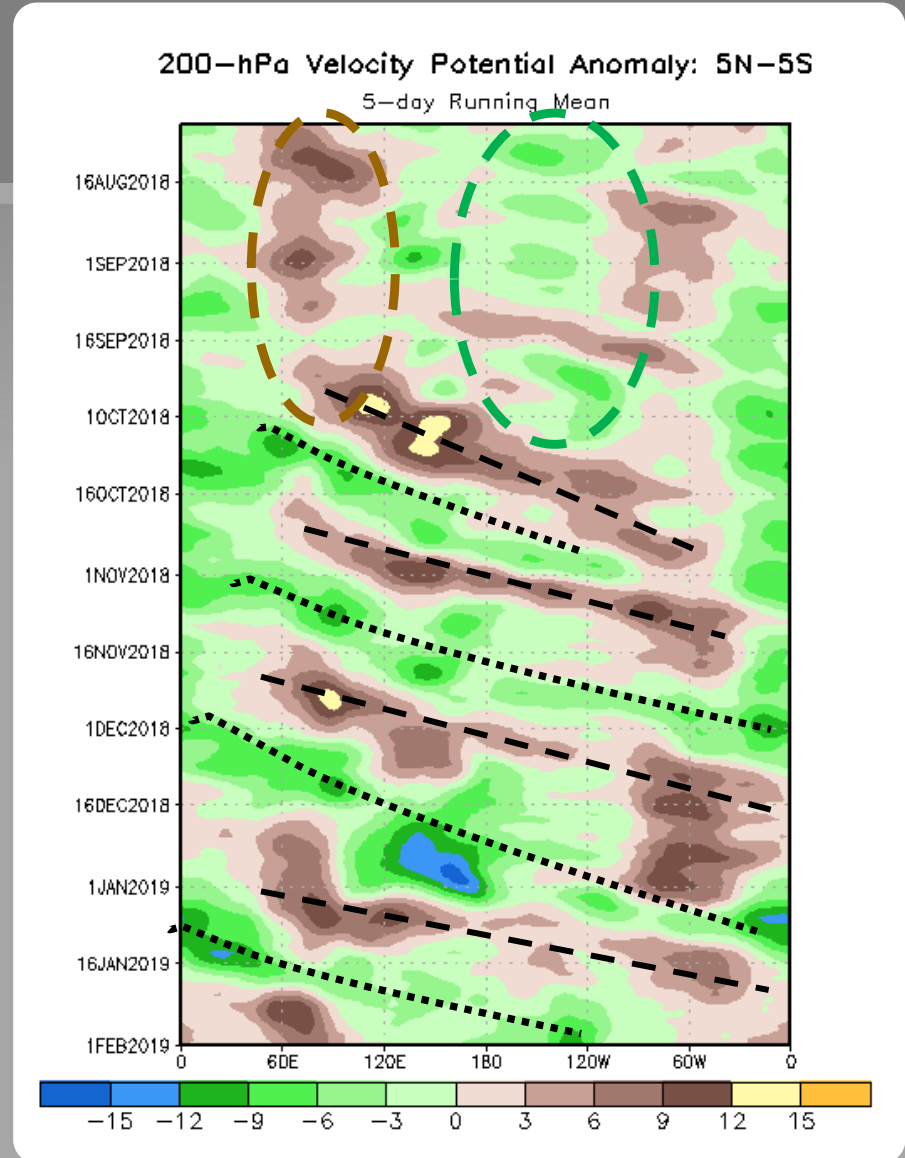 200-hPa Velocity Potential Anomaly: 5N-5S
5-day Running Mean
16AUG2018
1SEP2018
16SEP2018
1OCT2018
16OCT2018
1NOV2018
16NOV2018
1DEC2018
16DEC2018
1JAN2019
16JAN2019
1FEB2019
0 60E 120E 180 120W 60W 0
-15 -12 -9 -6 -3 0 3 6 9 12 15